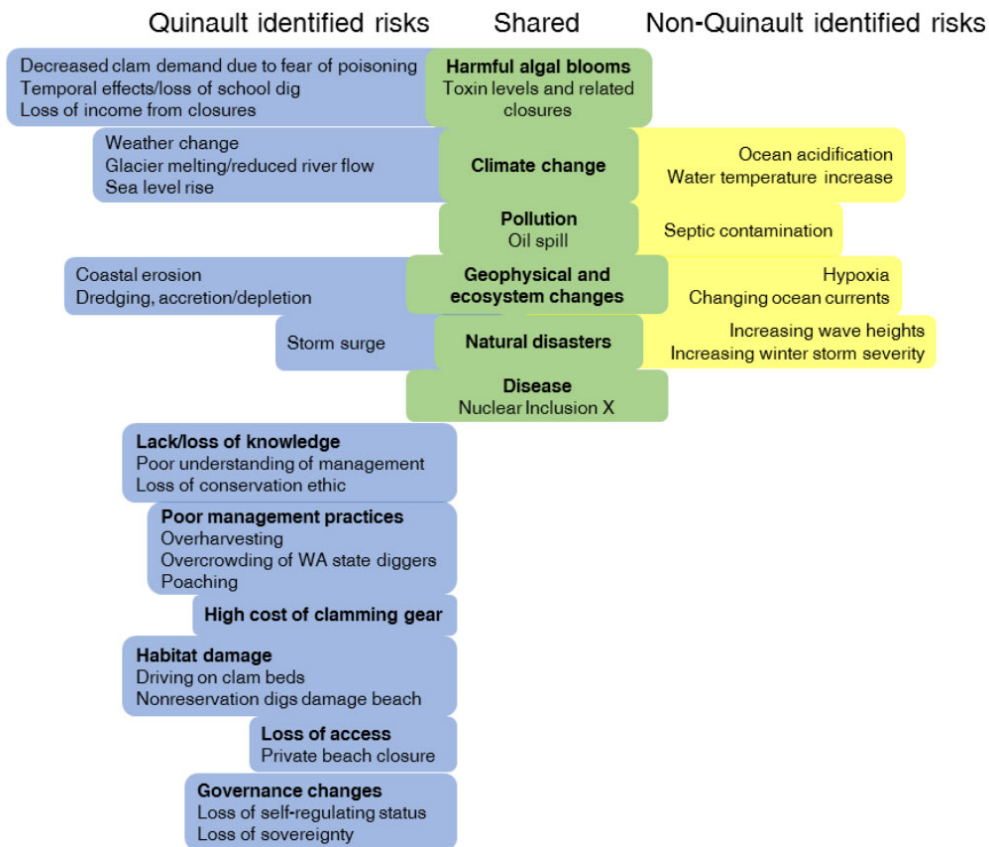 Quinault identified risks
Shared
Non-Quinault identified risks
Decreased clam demand due to fear of poisoning
Temporal effects/loss of school dig
Loss of income from closures
Harmful algal blooms
Toxin levels and related
closures
Weather change
Glacier melting/reduced river flow
Sea level rise
Climate change
Ocean acidification
Water temperature increase
Pollution
Oil spill
Septic contamination
Coastal erosion
Dredging, accretion/depletion
Geophysical and
ecosystem changes
Hypoxia
Changing ocean currents
Storm surge
Natural disasters
Increasing wave heights
Increasing winter storm severity
Disease
Nuclear Inclusion X
Lack/loss of knowledge
Poor understanding of management
Loss of conservation ethic
Poor management practices
Overharvesting
Overcrowding of WA state diggers
Poaching
High cost of clamming gear
Habitat damage
Driving on clam beds
Nonreservation digs damage beach
Loss of access
Private beach closure
Governance changes
Loss of self-regulating status
Loss of sovereignty